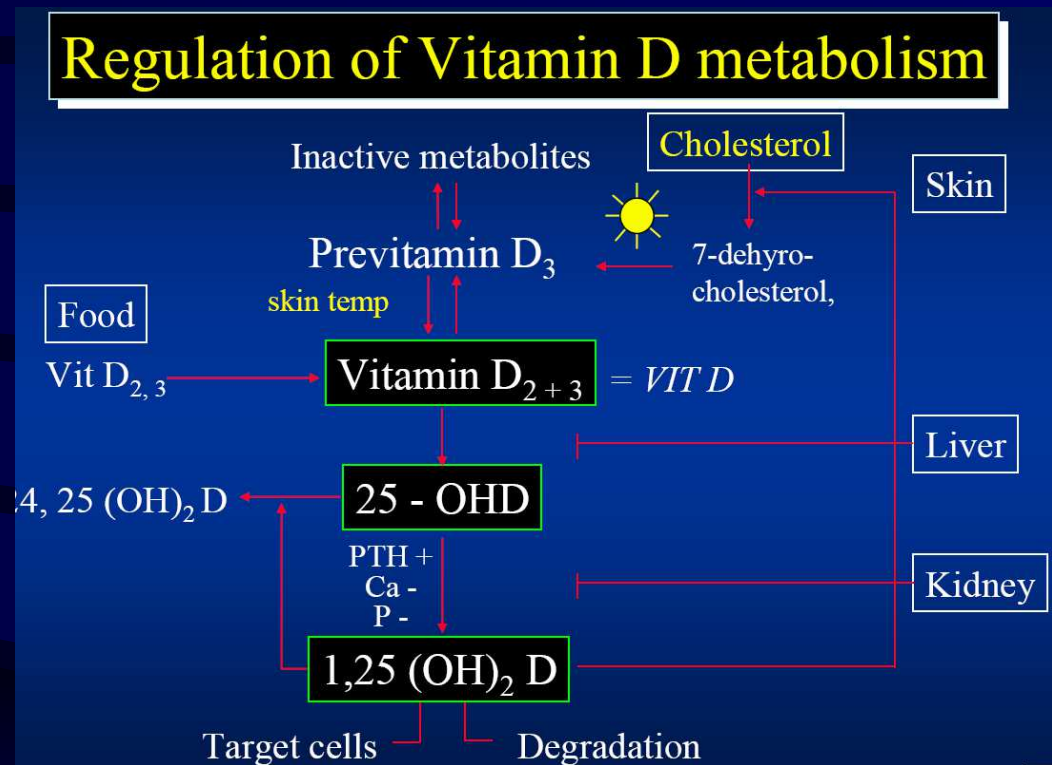 Regulation of Vitamin D metabolism
Inactive metabolites
Cholesterol
Skin
Previtamin D₃
7-dehyro-
cholesterol,
skin temp
Food
Vit D₂, ₃
Vitamin D₂ ₊ ₃ = VIT D
Liver
24, 25 (OH)₂ D
25 - OHD
PTH +
Ca -
P -
Kidney
1,25 (OH)₂ D
Target cells
Degradation